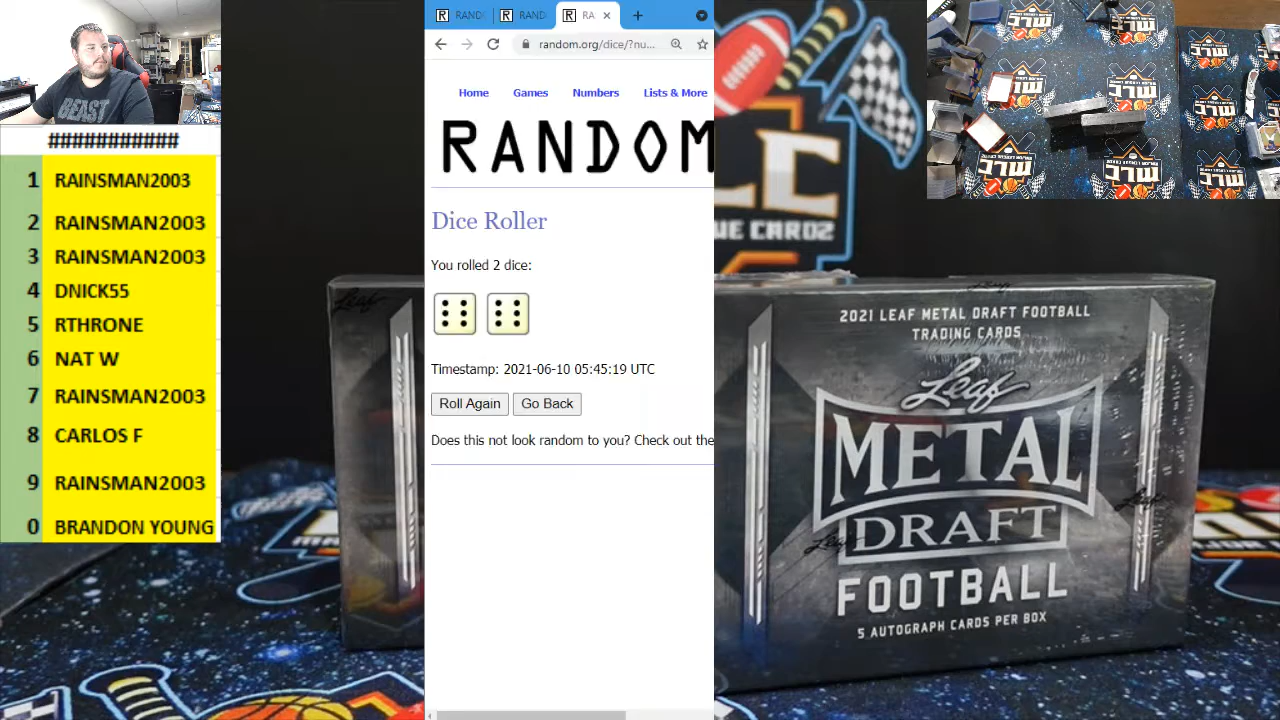 BEAST
###########
1 RAINSMAN2003
2 RAINSMAN2003
3 RAINSMAN2003
4 DNICK55
5 RTHRONE
6 NAT W
7 RAINSMAN2003
8 CARLOS F
9 RAINSMAN2003
0 BRANDON YOUNG
random.org/dice/?nu...
Home Games Numbers Lists & More
RANDOM
Dice Roller
You rolled 2 dice:
Timestamp: 2021-06-10 05:45:19 UTC
Roll Again Go Back
Does this not look random to you? Check out the
Leaf
2021 LEAF METAL DRAFT FOOTBALL
TRADING CARDS
Leaf
METAL
DRAFT
FOOTBALL
5 AUTOGRAPH CARDS PER BOX